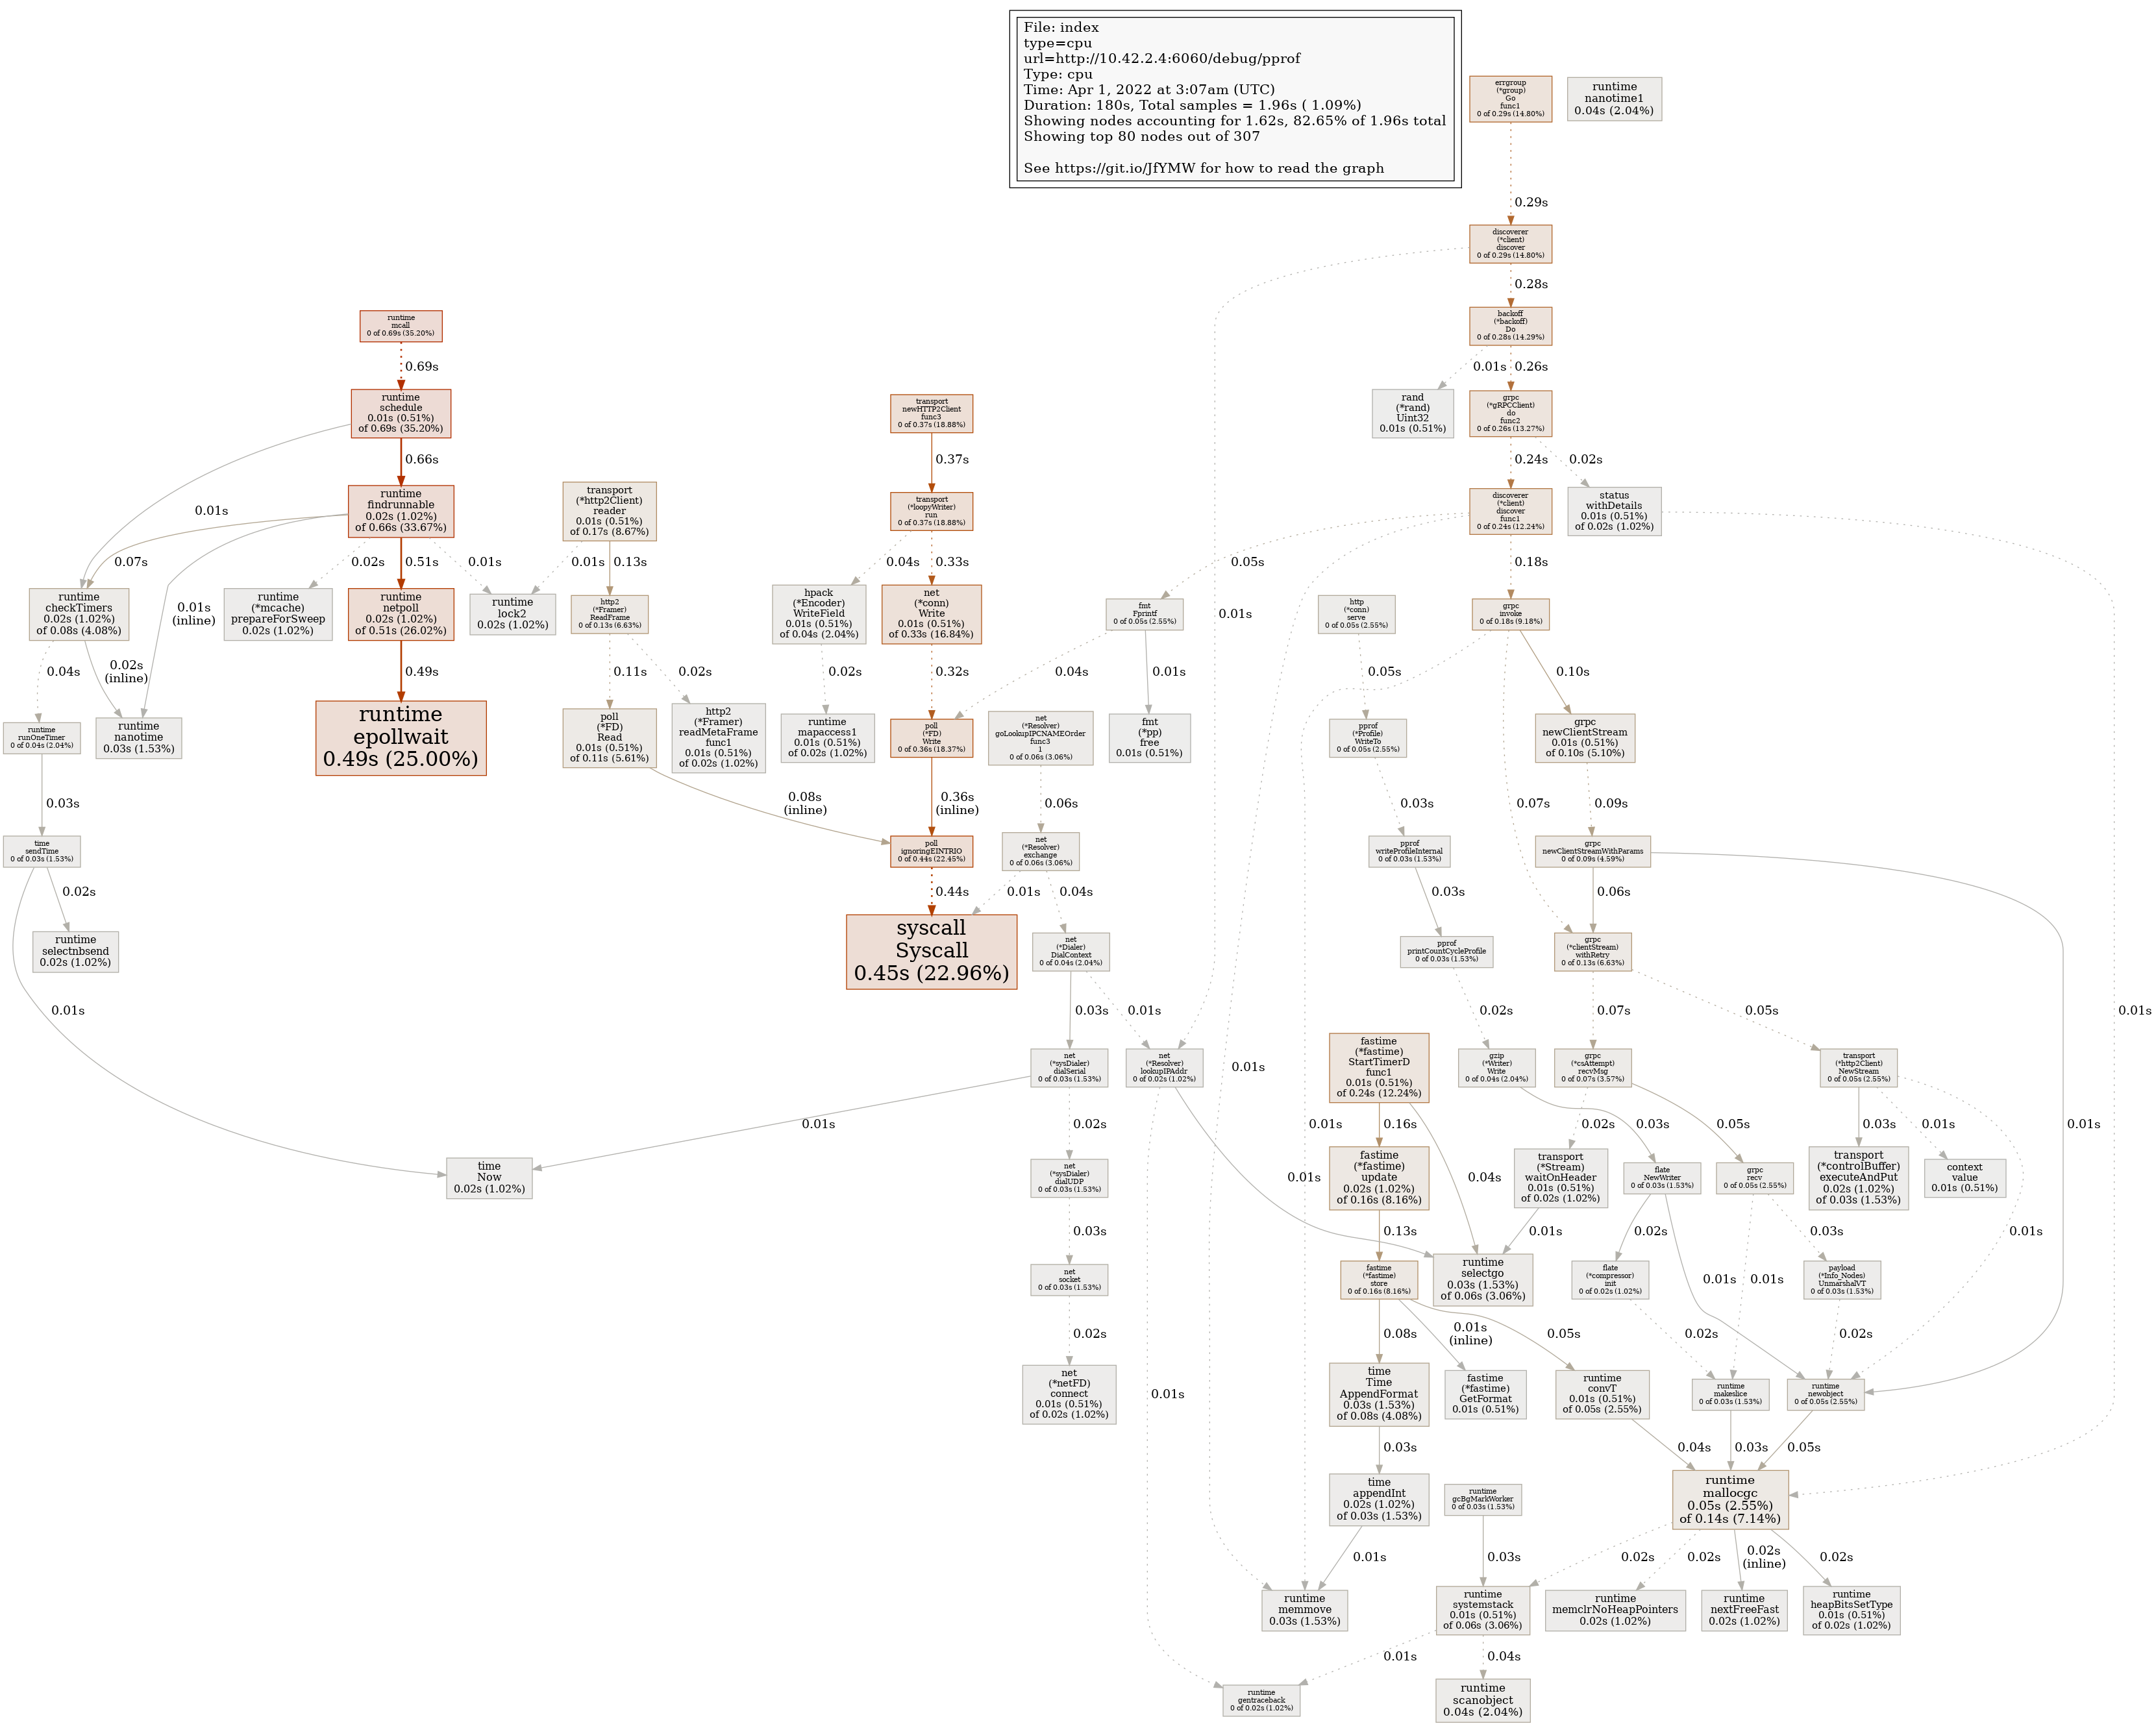 File: index
type=cpu
url=http://10.42.2.4:6060/debug/pprof
Type: cpu
Time: Apr 1, 2022 at 3:07am (UTC)
Duration: 180s, Total samples = 1.96s ( 1.09%)
Showing nodes accounting for 1.62s, 82.65% of 1.96s total
Showing top 80 nodes out of 307
See https://git.io/JfYMW for how to read the graph
errgroup
(*group)
Go
func1
0 of 0.29s (14.80%)
runtime
nanotime1
0.04s (2.04%)
0.29s
discoverer
(*client)
discover
0 of 0.29s (14.80%)
0.28s
0.01s
backoff
(*backoff)
Do
0 of 0.28s (14.29%)
0.01s
0.26s
rand
(*rand)
Uint32
0.01s (0.51%)
grpc
(*gRPCClient)
do
func2
0 of 0.26s (13.27%)
0.24s
0.02s
discoverer
(*client)
discover
func1
0 of 0.24s (12.24%)
status
withDetails
0.01s (0.51%)
of 0.02s (1.02%)
0.05s
0.01s
0.18s
0.01s
runtime
mcall
0 of 0.69s (35.20%)
0.69s
runtime
schedule
0.01s (0.51%)
of 0.69s (35.20%)
0.01s
0.66s
runtime
findrunnable
0.02s (1.02%)
of 0.66s (33.67%)
0.07s
0.01s
(inline)
0.02s
0.51s
0.01s
runtime
checkTimers
0.02s (1.02%)
of 0.08s (4.08%)
runtime
(*mcache)
prepareForSweep
0.02s (1.02%)
runtime
netpoll
0.02s (1.02%)
of 0.51s (26.02%)
runtime
lock2
0.02s (1.02%)
0.04s
0.02s
(inline)
0.49s
runtime
runOneTimer
0 of 0.04s (2.04%)
runtime
nanotime
0.03s (1.53%)
runtime
epollwait
0.49s (25.00%)
0.03s
time
sendTime
0 of 0.03s (1.53%)
0.02s
0.01s
runtime
selectnbsend
0.02s (1.02%)
time
Now
0.02s (1.02%)
transport
(*http2Client)
reader
0.01s (0.51%)
of 0.17s (8.67%)
0.01s
0.13s
http2
(*Framer)
ReadFrame
0 of 0.13s (6.63%)
0.11s
0.02s
poll
(*FD)
Read
0.01s (0.51%)
of 0.11s (5.61%)
http2
(*Framer)
readMetaFrame
func1
0.01s (0.51%)
of 0.02s (1.02%)
0.08s
(inline)
transport
newHTTP2Client
func3
0 of 0.37s (18.88%)
0.37s
transport
(*loopyWriter)
run
0 of 0.37s (18.88%)
0.04s
0.33s
hpack
(*Encoder)
WriteField
0.01s (0.51%)
of 0.04s (2.04%)
net
(*conn)
Write
0.01s (0.51%)
of 0.33s (16.84%)
0.02s
0.32s
runtime
mapaccess1
0.01s (0.51%)
of 0.02s (1.02%)
poll
(*FD)
Write
0 of 0.36s (18.37%)
0.36s
(inline)
poll
ignoringEINTRIO
0 of 0.44s (22.45%)
0.44s
syscall
Syscall
0.45s (22.96%)
fmt
Fprintf
0 of 0.05s (2.55%)
0.04s
0.01s
fmt
(*pp)
free
0.01s (0.51%)
net
(*Resolver)
goLookupIPCNAMEOrder
func3
1
0 of 0.06s (3.06%)
0.06s
net
(*Resolver)
exchange
0 of 0.06s (3.06%)
0.01s
0.04s
net
(*Dialer)
DialContext
0 of 0.04s (2.04%)
0.03s
0.01s
net
(*sysDialer)
dialSerial
0 of 0.03s (1.53%)
net
(*Resolver)
lookupIPAddr
0 of 0.02s (1.02%)
0.01s
0.02s
0.01s
0.01s
net
(*sysDialer)
dialUDP
0 of 0.03s (1.53%)
0.03s
net
socket
0 of 0.03s (1.53%)
0.02s
net
(*netFD)
connect
0.01s (0.51%)
of 0.02s (1.02%)
http
(*conn)
serve
0 of 0.05s (2.55%)
0.05s
pprof
(*Profile)
WriteTo
0 of 0.05s (2.55%)
0.03s
pprof
writeProfileInternal
0 of 0.03s (1.53%)
0.03s
pprof
printCountCycleProfile
0 of 0.03s (1.53%)
0.02s
gzip
(*Writer)
Write
0 of 0.04s (2.04%)
0.03s
grpc
invoke
0 of 0.18s (9.18%)
0.01s
0.07s
0.10s
grpc
newClientStream
0.01s (0.51%)
of 0.10s (5.10%)
0.09s
grpc
newClientStreamWithParams
0 of 0.09s (4.59%)
0.06s
0.01s
grpc
(*clientStream)
withRetry
0 of 0.13s (6.63%)
0.07s
0.05s
grpc
(*csAttempt)
recvMsg
0 of 0.07s (3.57%)
transport
(*http2Client)
NewStream
0 of 0.05s (2.55%)
0.02s
0.05s
0.03s
0.01s
0.01s
transport
(*Stream)
waitOnHeader
0.01s (0.51%)
of 0.02s (1.02%)
flate
NewWriter
0 of 0.03s (1.53%)
grpc
recv
0 of 0.05s (2.55%)
transport
(*controlBuffer)
executeAndPut
0.02s (1.02%)
of 0.03s (1.53%)
context
value
0.01s (0.51%)
0.01s
0.02s
0.01s
0.01s
0.03s
fastime
(*fastime)
StartTimerD
func1
0.01s (0.51%)
of 0.24s (12.24%)
0.16s
0.04s
fastime
(*fastime)
update
0.02s (1.02%)
of 0.16s (8.16%)
0.13s
fastime
(*fastime)
store
0 of 0.16s (8.16%)
runtime
selectgo
0.03s (1.53%)
of 0.06s (3.06%)
flate
(*compressor)
init
0 of 0.02s (1.02%)
payload
(*Info_Nodes)
UnmarshalVT
0 of 0.03s (1.53%)
0.08s
0.01s
(inline)
0.05s
0.02s
0.02s
time
Time
AppendFormat
0.03s (1.53%)
of 0.08s (4.08%)
fastime
(*fastime)
GetFormat
0.01s (0.51%)
runtime
convT
0.01s (0.51%)
of 0.05s (2.55%)
runtime
makeslice
0 of 0.03s (1.53%)
runtime
newobject
0 of 0.05s (2.55%)
0.03s
0.04s
0.03s
0.05s
time
appendInt
0.02s (1.02%)
of 0.03s (1.53%)
runtime
gcBgMarkWorker
0 of 0.03s (1.53%)
runtime
mallocgc
0.05s (2.55%)
of 0.14s (7.14%)
0.01s
0.03s
0.02s
0.02s
0.02s
(inline)
0.02s
runtime
memmove
0.03s (1.53%)
runtime
systemstack
0.01s (0.51%)
of 0.06s (3.06%)
runtime
memclrNoHeapPointers
0.02s (1.02%)
runtime
nextFreeFast
0.02s (1.02%)
runtime
heapBitsSetType
0.01s (0.51%)
of 0.02s (1.02%)
0.01s
0.04s
runtime
gentraceback
0 of 0.02s (1.02%)
runtime
scanobject
0.04s (2.04%)